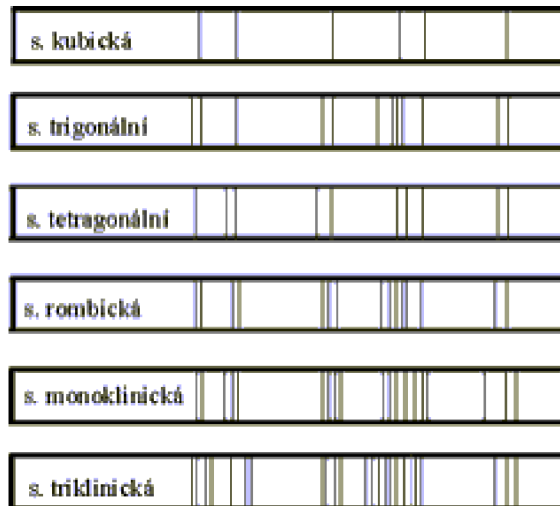 s. kubická
s. trigonální
s. tetragonální
s. rombická
s. monoklinická
s. triklinická